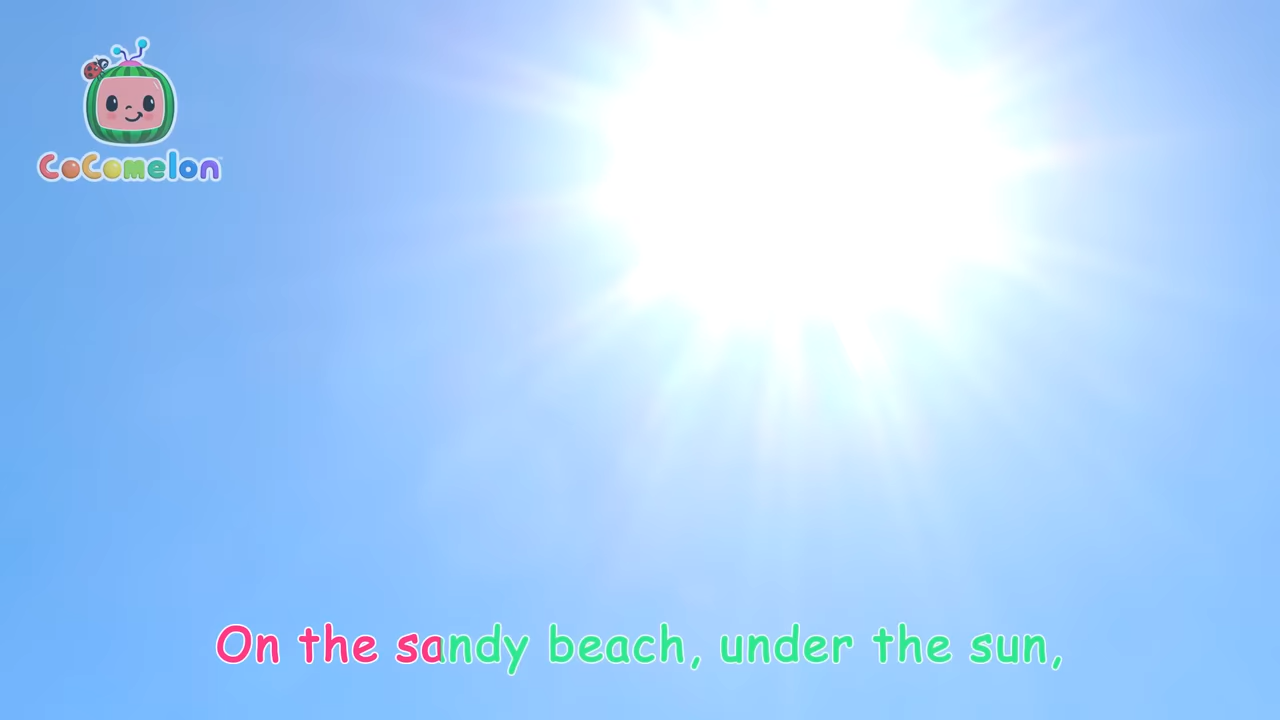 CoComelon
On the sandy beach, under the sun,